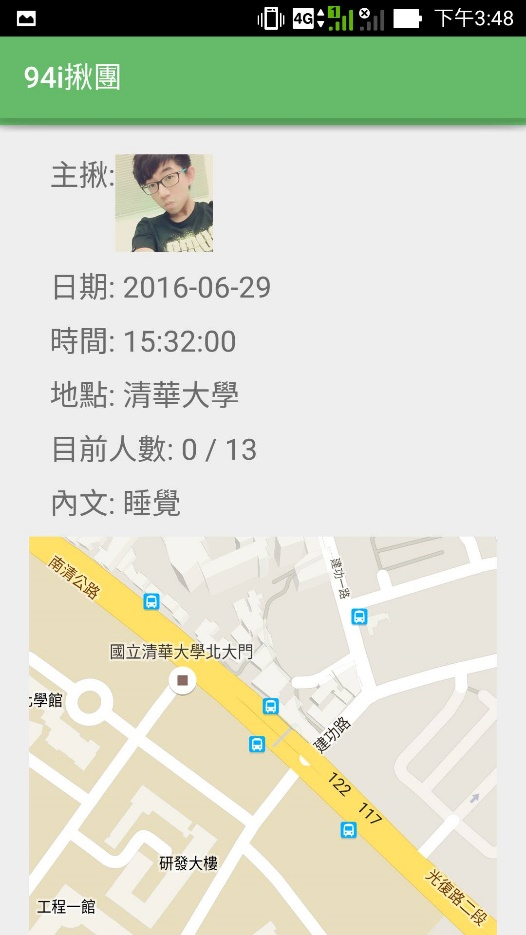 4G
1
下午3:48
94i揪團
主揪:
日期: 2016-06-29
時間: 15:32:00
地點: 清華大學
目前人數: 0 / 13
內文: 睡覺
南清公路
建功一路
國立清華大學北大門
學館
建功路
122
117
研發大樓
光復路二段
工程一館